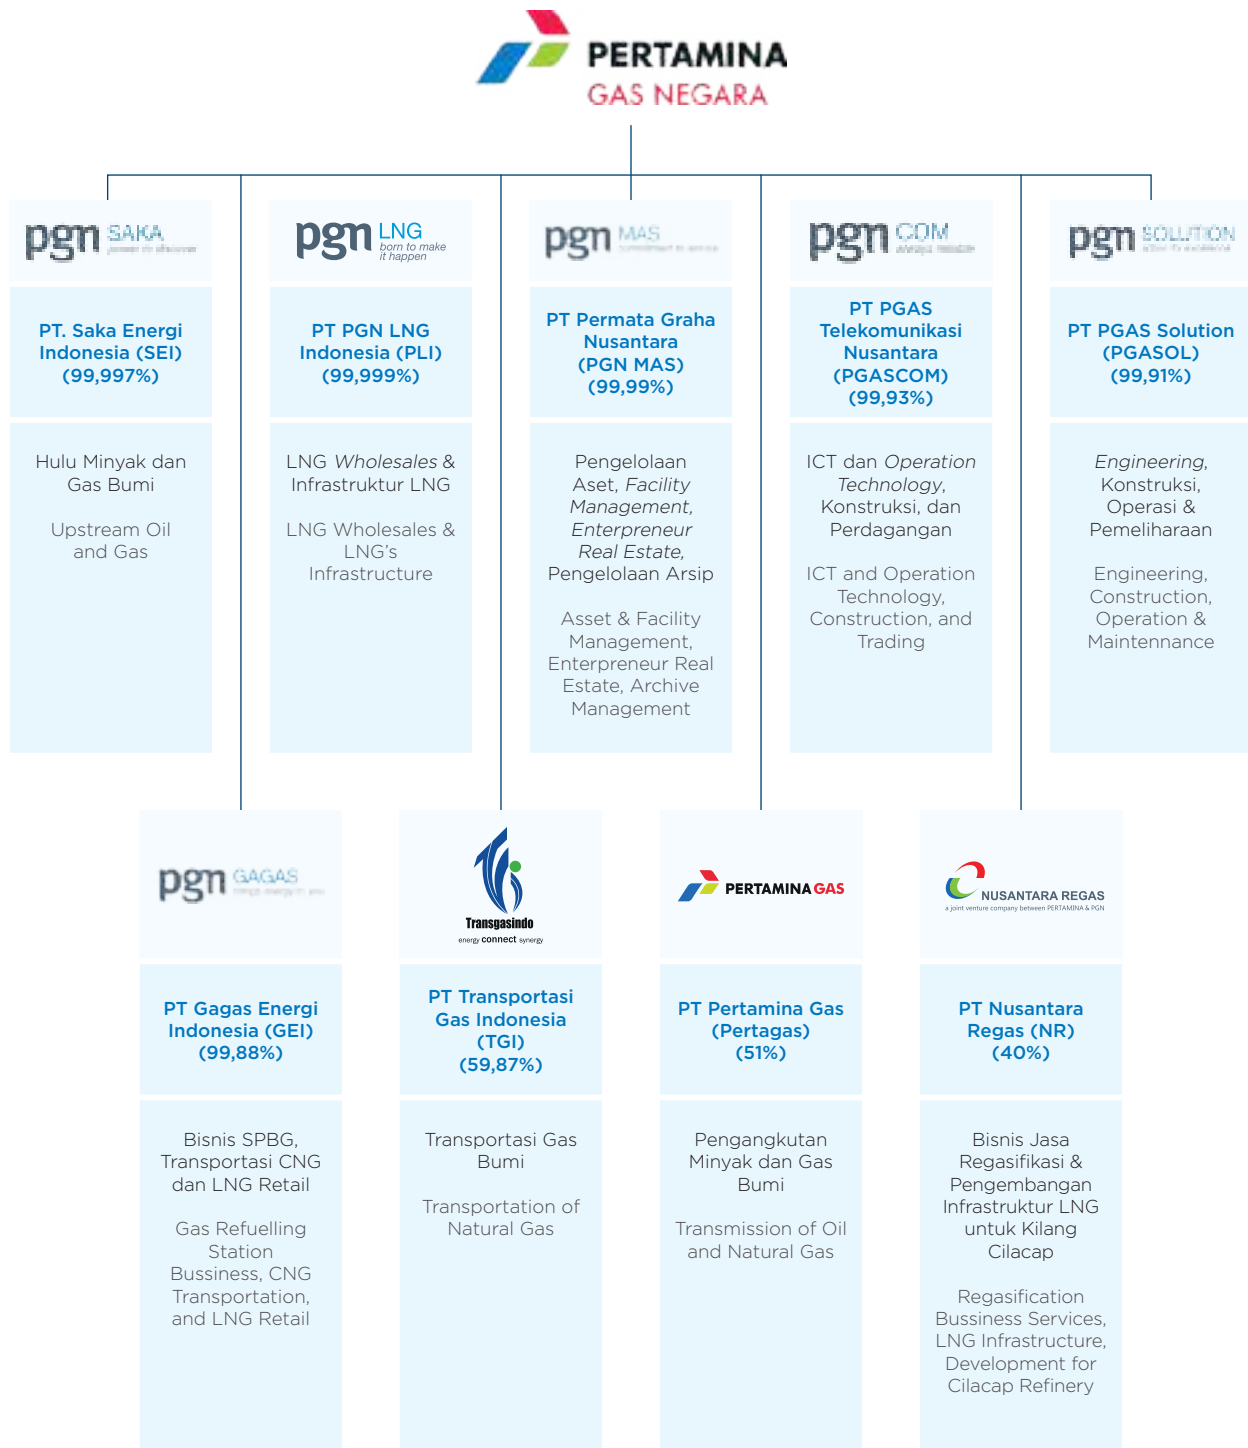 PERTAMINA
GAS NEGARA
pgn SAKA
pgn LNG
born to make
it happen
pgn MAS
pgn COM
pgn SOLUTION
PT. Saka Energi
Indonesia (SEI)
(99,997%)
PT PGN LNG
Indonesia (PLI)
(99,999%)
PT Permata Graha
Nusantara
(PGN MAS)
(99,99%)
PT PGAS
Telekomunikasi
Nusantara
(PGASCOM)
(99,93%)
PT PGAS Solution
(PGASOL)
(99,91%)
Hulu Minyak dan
Gas Bumi
Upstream Oil
and Gas
LNG Wholesales &
Infrastruktur LNG
LNG Wholesales &
LNG's
Infrastructure
Pengelolaan
Aset, Facility
Management,
Enterpreneur
Real Estate,
Pengelolaan Arsip
Asset & Facility
Management,
Enterpreneur Real
Estate, Archive
Management
ICT dan Operation
Technology,
Konstruksi, dan
Perdagangan
ICT and Operation
Technology,
Construction, and
Trading
Engineering,
Konstruksi,
Operasi &
Pemeliharaan
Engineering,
Construction,
Operation &
Maintennance
pgn GAGAS
Transgasindo
energy connect synergy
PERTAMINA GAS
NUSANTARA REGAS
a joint venture company between PERTAMINA & PGN
PT Gagas Energi
Indonesia (GEI)
(99,88%)
PT Transportasi
Gas Indonesia
(TGI)
(59,87%)
PT Pertamina Gas
(Pertagas)
(51%)
PT Nusantara
Regas (NR)
(40%)
Bisnis SPBG,
Transportasi CNG
dan LNG Retail
Gas Refuelling
Station
Bussiness, CNG
Transportation,
and LNG Retail
Transportasi Gas
Bumi
Transportation of
Natural Gas
Pengangkutan
Minyak dan Gas
Bumi
Transmission of Oil
and Natural Gas
Bisnis Jasa
Regasifikasi &
Pengembangan
Infrastruktur LNG
untuk Kilang
Cilacap
Regasification
Bussiness Services,
LNG Infrastructure,
Development for
Cilacap Refinery